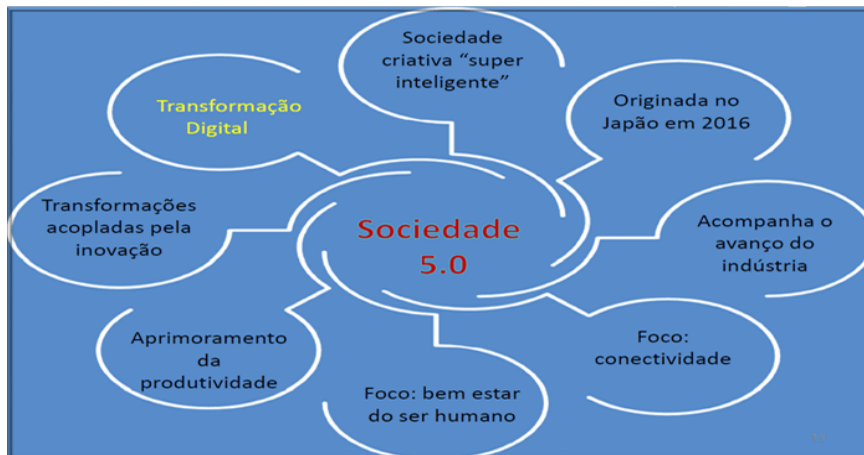 Sociedade
criativa “super
inteligente”
Originada no
Japão em 2016
Acompanha o
avanço do
indústria
Foco:
conectividade
Foco: bem estar
do ser humano
Aprimoramento
da
produtividade
Transformações
acopladas pela
inovação
Transformação
Digital
Sociedade
5.0